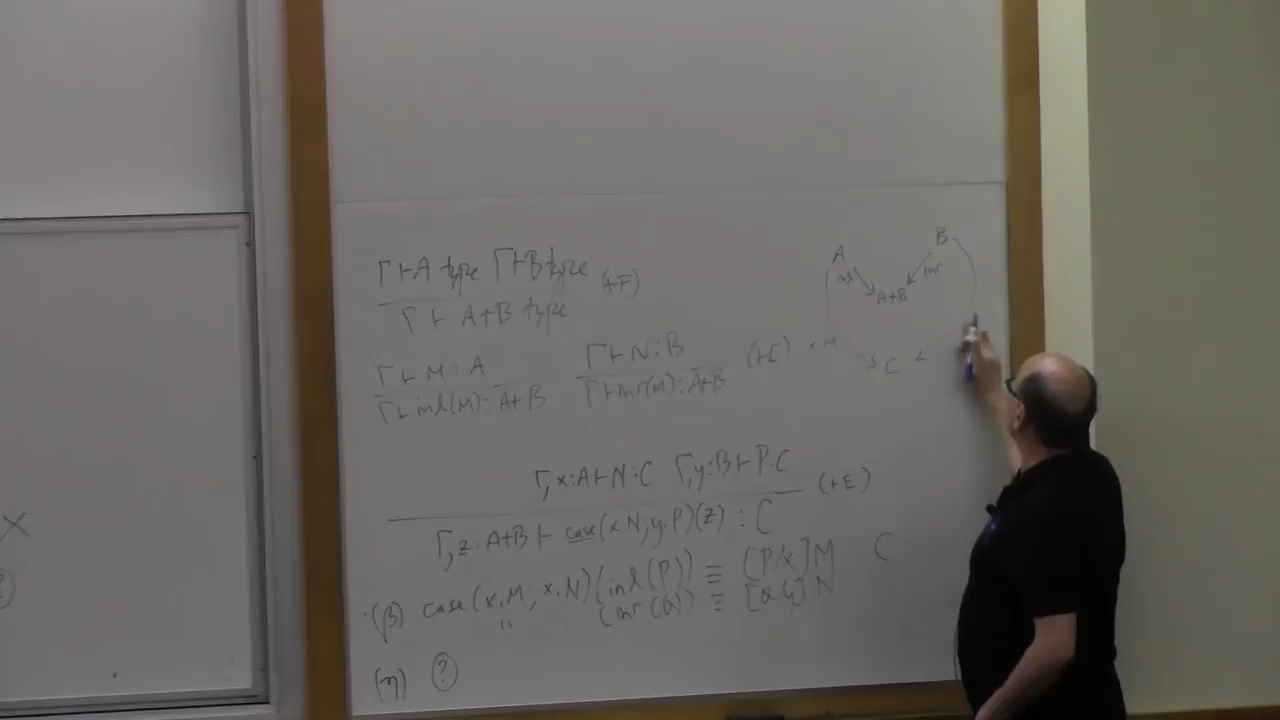 Γ ⊢ A type Γ ⊢ B type (+F)
Γ ⊢ A+B type
Γ ⊢ M : A Γ ⊢ N : B (+I)
Γ ⊢ inl(M) : A+B Γ ⊢ inr(M) : A+B
Γ, x:A ⊢ N : C Γ, y:B ⊢ P : C (+E)
Γ, z : A+B ⊢ case(x.N; y.P)(z) : C
(β) case(x.M; x.N)(inl(P)) ≡ [P/x]M C
" (inr(Q)) ≡ [Q/y]N
(η) ?
A B
inl inr
A+B
x.M
C
X